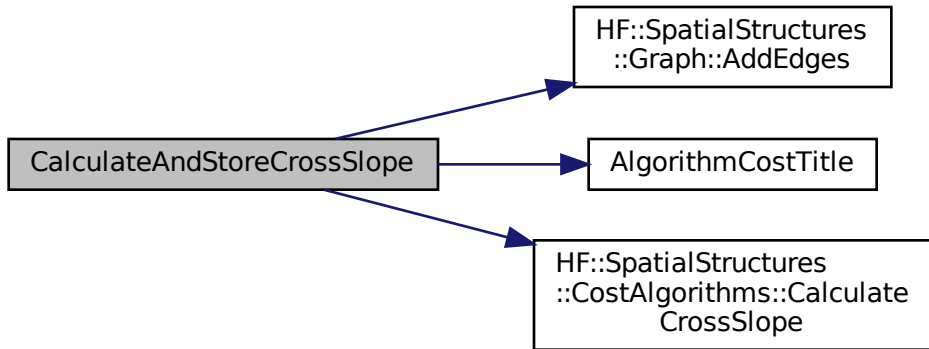 HF::SpatialStructures
::Graph::AddEdges
CalculateAndStoreCrossSlope
AlgorithmCostTitle
HF::SpatialStructures
::CostAlgorithms::Calculate
CrossSlope